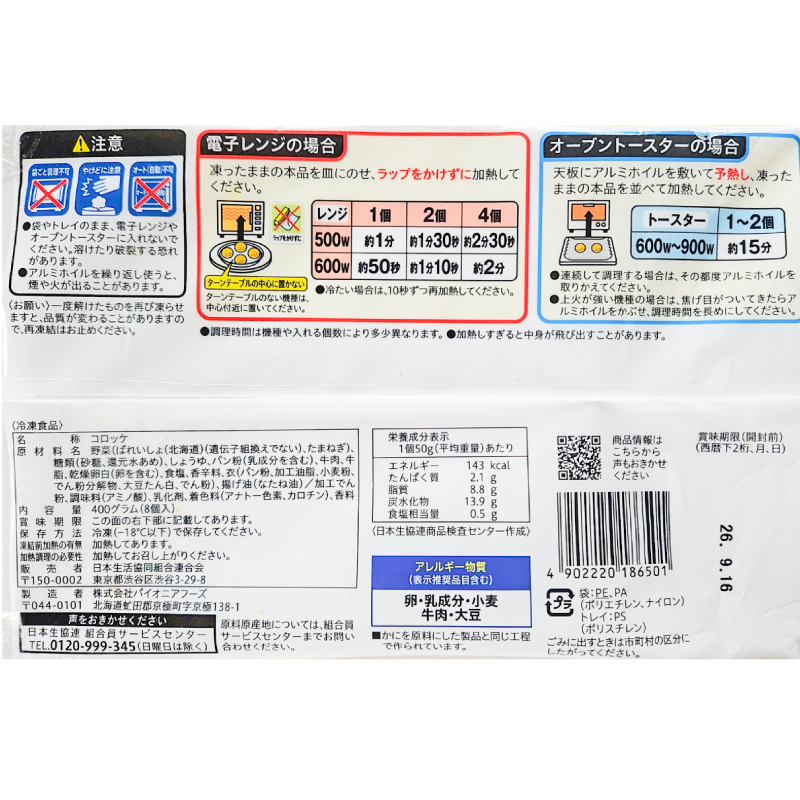 注意
袋ごと調理不可
やけどに注意
オート(自動)不可
●袋やトレイのまま、電子レンジや
オーブントースターに入れないで
ください。溶けたり破裂する恐れ
があります。
●アルミホイルを繰り返し使うと、
煙や火が出ることがあります。
〈お願い〉一度解けたものを再び凍らせ
ますと、品質が変わることがありますの
で、再凍結はお止めください。
電子レンジの場合
凍ったままの本品を皿にのせ、ラップをかけずに加熱して
ください。
ラップをかけずに
ターンテーブルの中心に置かない
ターンテーブルのない機種は、
中心付近に置いてください。
レンジ 1個 2個 4個
500W 約1分 約1分30秒 約2分30秒
600W 約50秒 約1分10秒 約2分
●冷たい場合は、10秒ずつ再加熱してください。
オーブントースターの場合
天板にアルミホイルを敷いて予熱し、凍った
ままの本品を並べて加熱してください。
トースター 1〜2個
600W〜900W 約15分
●連続して調理する場合は、その都度アルミホイルを
取りかえてください。
●上火が強い機種の場合は、焦げ目がついてきたらア
ルミホイルをかぶせ、調理時間を長めにしてください。
●調理時間は機種や入れる個数により多少異なります。●加熱しすぎると中身が飛び出すことがあります。
〈冷凍食品〉
名称 コロッケ
原材料名 野菜(ばれいしょ(北海道)(遺伝子組換えでない)、たまねぎ)、
糖類(砂糖、還元水あめ)、しょうゆ、パン粉(乳成分を含む)、牛肉、牛
脂、乾燥卵白(卵を含む)、食塩、香辛料、衣(パン粉、加工油脂、小麦粉、
でん粉分解物、大豆たん白、でん粉)、揚げ油(なたね油)/加工でん
粉、調味料(アミノ酸)、乳化剤、着色料(アナトー色素、カロチン)、香料
内容量 400グラム(8個入)
賞味期限 この面の右下部に記載してあります。
保存方法 冷凍(−18℃以下)で保存してください。
凍結前加熱の有無 加熱してあります。
加熱調理の必要性 加熱してお召し上がりください。
販売者 日本生活協同組合連合会
〒150-0002 東京都渋谷区渋谷3-29-8
製造者 株式会社パイオニアフーズ
〒044-0101 北海道虻田郡京極町字京極138-1
声をおきかせください
日本生協連 組合員サービスセンター
TEL.0120-999-345(日曜日は除く)
原料原産地については、組合員
サービスセンターまでお問い
合わせください。
栄養成分表示
1個50g(平均重量)あたり
エネルギー 143 kcal
たんぱく質 2.1 g
脂質 8.8 g
炭水化物 13.9 g
食塩相当量 0.5 g
〈日本生協連商品検査センター作成〉
アレルギー物質
(表示推奨品目含む)
卵・乳成分・小麦
牛肉・大豆
■かにを原料にした製品と同じ工程
で作られています。
商品情報は
こちらから
声もおきかせ
ください
4 902220 186501
プラ
袋:PE、PA
(ポリエチレン、ナイロン)
トレイ:PS
(ポリスチレン)
ごみに出すときは市町村の区分に
したがってください。
賞味期限(開封前)
(西暦下2桁、月、日)
26. 9.16